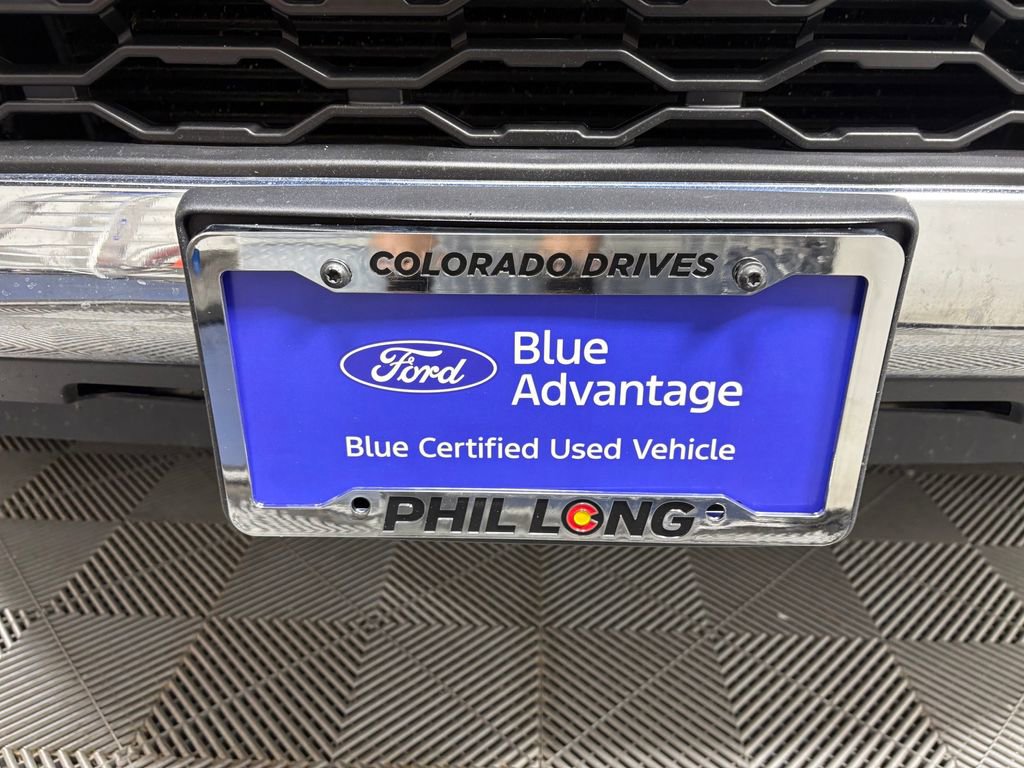 COLORADO DRIVES
Ford
Blue
Advantage
Blue Certified Used Vehicle
PHIL LONG